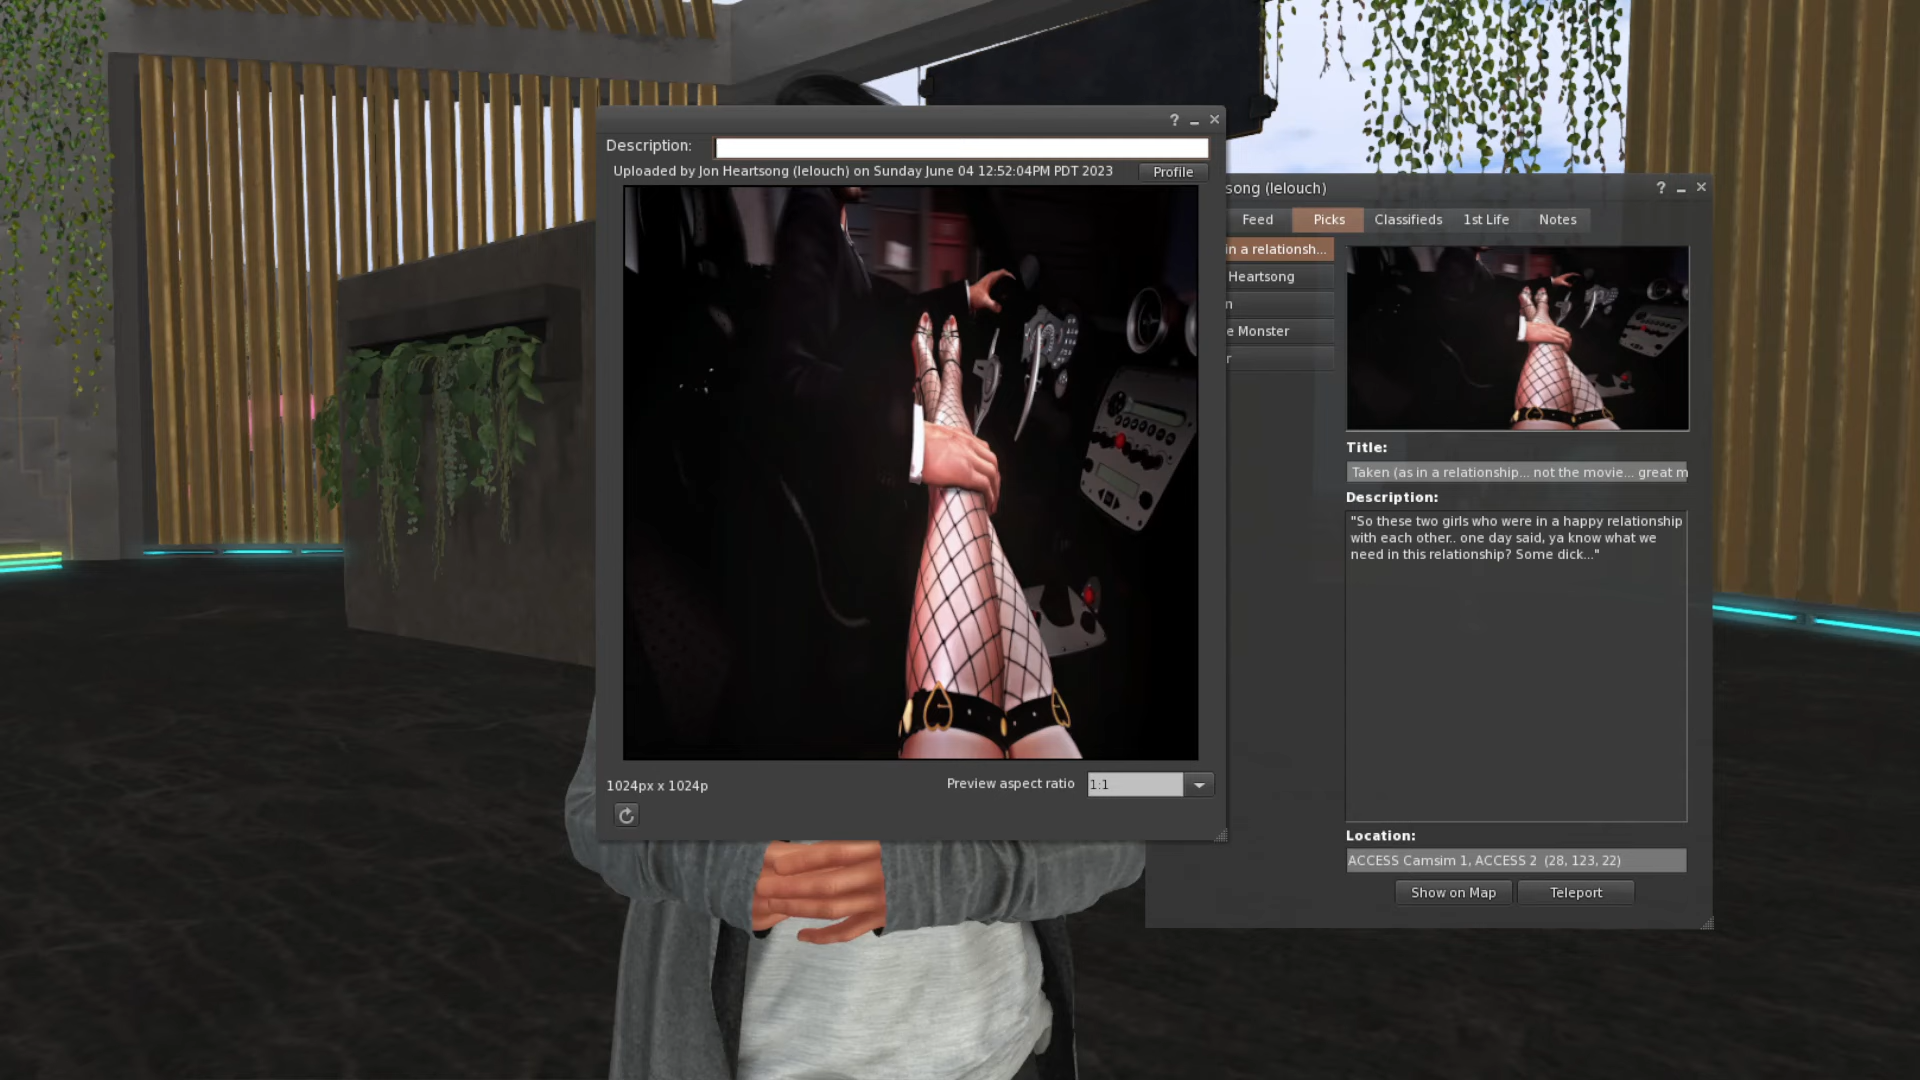 Description:
Uploaded by Jon Heartsong (lelouch) on Sunday June 04 12:52:04PM PDT 2023
Profile
1024px x 1024p
Preview aspect ratio
1:1
song (lelouch)
Feed
Picks
Classifieds
1st Life
Notes
in a relationsh...
Heartsong
n
e Monster
r
Title:
Taken (as in a relationship... not the movie... great m
Description:
"So these two girls who were in a happy relationship
with each other.. one day said, ya know what we
need in this relationship? Some dick..."
Location:
ACCESS Camsim 1, ACCESS 2 (28, 123, 22)
Show on Map
Teleport